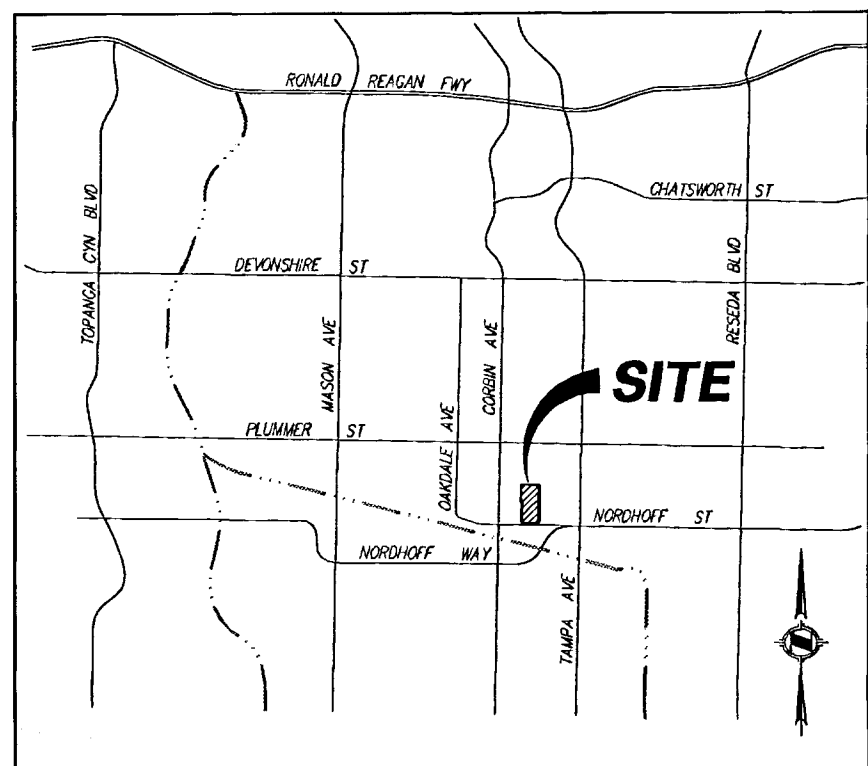 RONALD REAGAN FWY
CHATSWORTH ST
TOPANGA CYN BLVD
DEVONSHIRE ST
RESEDA BLVD
MASON AVE
CORBIN AVE
SITE
OAKDALE AVE
PLUMMER ST
NORDHOFF ST
NORDHOFF WAY
TAMPA AVE